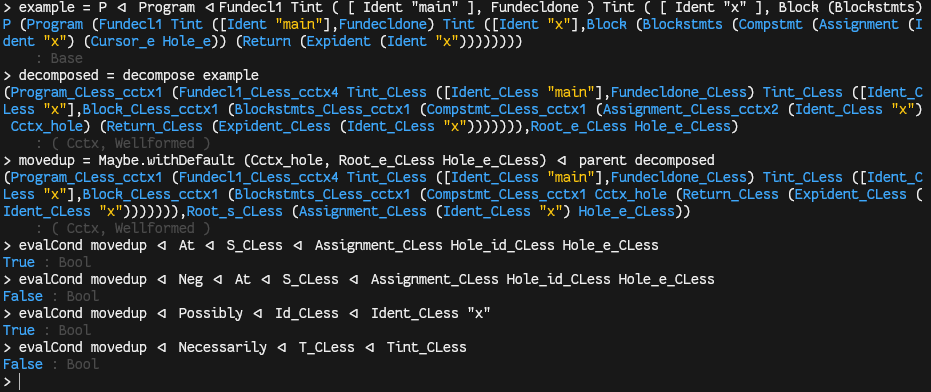 > example = P ⊲ Program ⊲Fundecl1 Tint ( [ Ident "main" ], Fundecldone ) Tint ( [ Ident "x" ], Block (Blockstmts)
P (Program (Fundecl1 Tint ([Ident "main"],Fundecldone) Tint ([Ident "x"],Block (Blockstmts (Compstmt (Assignment (I
dent "x") (Cursor_e Hole_e)) (Return (Expident (Ident "x"))))))))
    : Base
> decomposed = decompose example
(Program_CLess_cctx1 (Fundecl1_CLess_cctx4 Tint_CLess ([Ident_CLess "main"],Fundecldone_CLess) Tint_CLess ([Ident_C
Less "x"],Block_CLess_cctx1 (Blockstmts_CLess_cctx1 (Compstmt_CLess_cctx1 (Assignment_CLess_cctx2 (Ident_CLess "x")
 Cctx_hole) (Return_CLess (Expident_CLess (Ident_CLess "x"))))))),Root_e_CLess Hole_e_CLess)
    : ( Cctx, Wellformed )
> movedup = Maybe.withDefault (Cctx_hole, Root_e_CLess Hole_e_CLess) ⊲ parent decomposed
(Program_CLess_cctx1 (Fundecl1_CLess_cctx4 Tint_CLess ([Ident_CLess "main"],Fundecldone_CLess) Tint_CLess ([Ident_C
Less "x"],Block_CLess_cctx1 (Blockstmts_CLess_cctx1 (Compstmt_CLess_cctx1 Cctx_hole (Return_CLess (Expident_CLess (
Ident_CLess "x"))))))),Root_s_CLess (Assignment_CLess (Ident_CLess "x") Hole_e_CLess))
    : ( Cctx, Wellformed )
> evalCond movedup ⊲ At ⊲ S_CLess ⊲ Assignment_CLess Hole_id_CLess Hole_e_CLess
True : Bool
> evalCond movedup ⊲ Neg ⊲ At ⊲ S_CLess ⊲ Assignment_CLess Hole_id_CLess Hole_e_CLess
False : Bool
> evalCond movedup ⊲ Possibly ⊲ Id_CLess ⊲ Ident_CLess "x"
True : Bool
> evalCond movedup ⊲ Necessarily ⊲ T_CLess ⊲ Tint_CLess
False : Bool
>